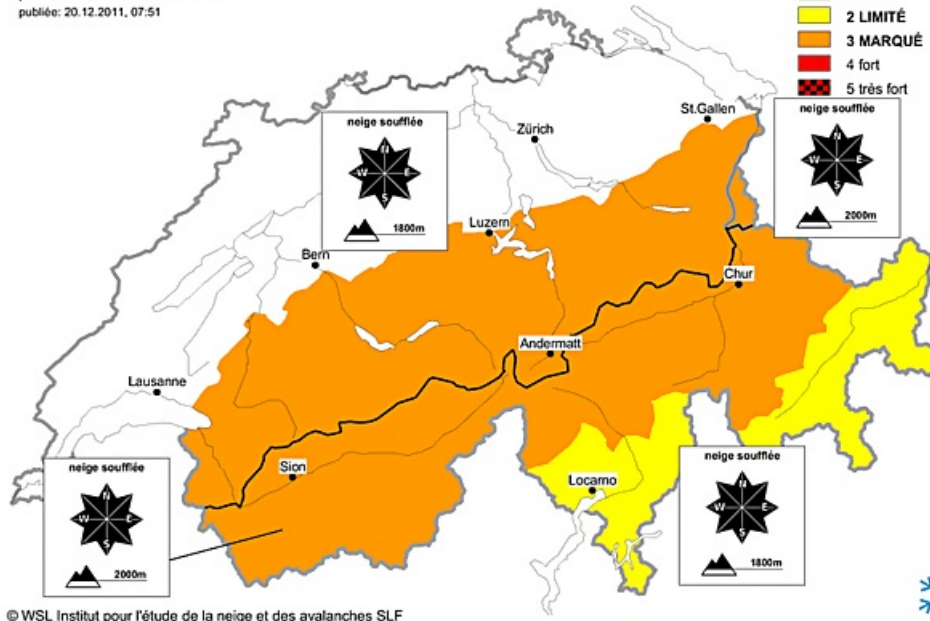 publiée: 20.12.2011, 07:51
2 LIMITÉ
3 MARQUÉ
4 fort
5 très fort
neige soufflée
N
W E
S
1800m
neige soufflée
N
W E
S
2000m
St.Gallen
Zürich
Luzern
Bern
Chur
Andermatt
Lausanne
Sion
Locarno
neige soufflée
N
W E
S
2000m
neige soufflée
N
W E
S
1800m
© WSL Institut pour l'étude de la neige et des avalanches SLF